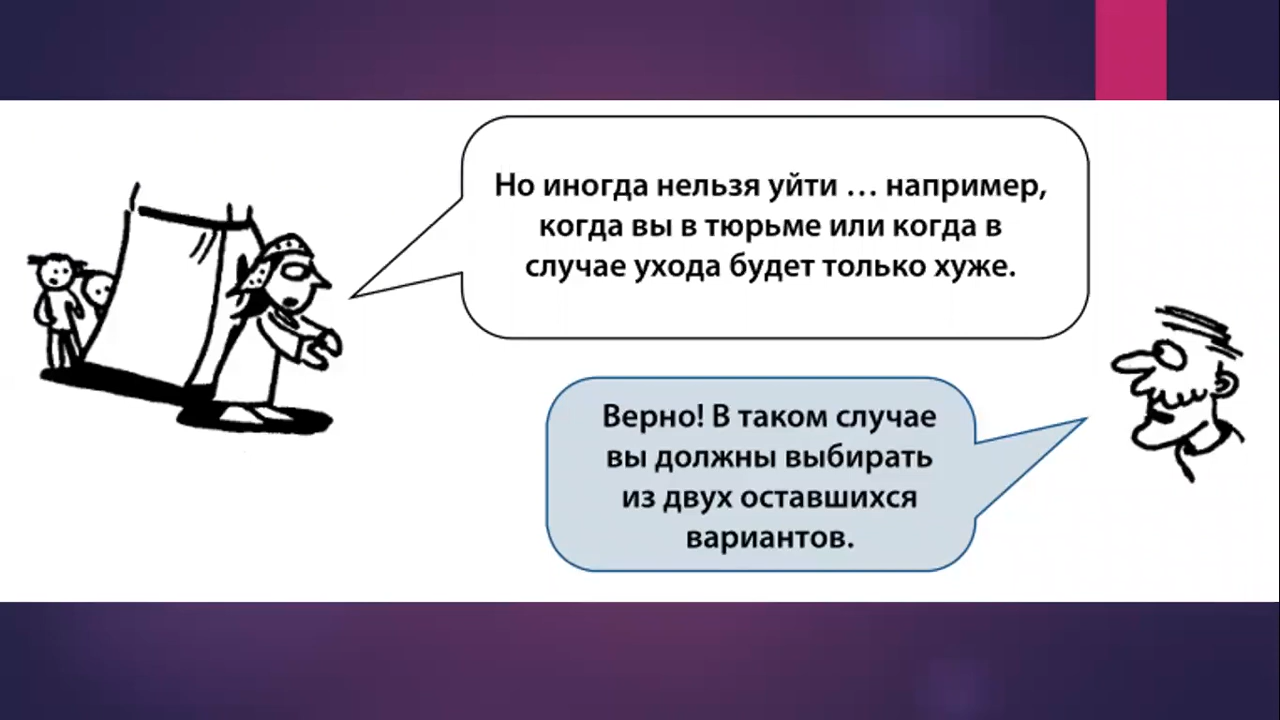 Но иногда нельзя уйти … например,
когда вы в тюрьме или когда в
случае ухода будет только хуже.
Верно! В таком случае
вы должны выбирать
из двух оставшихся
вариантов.